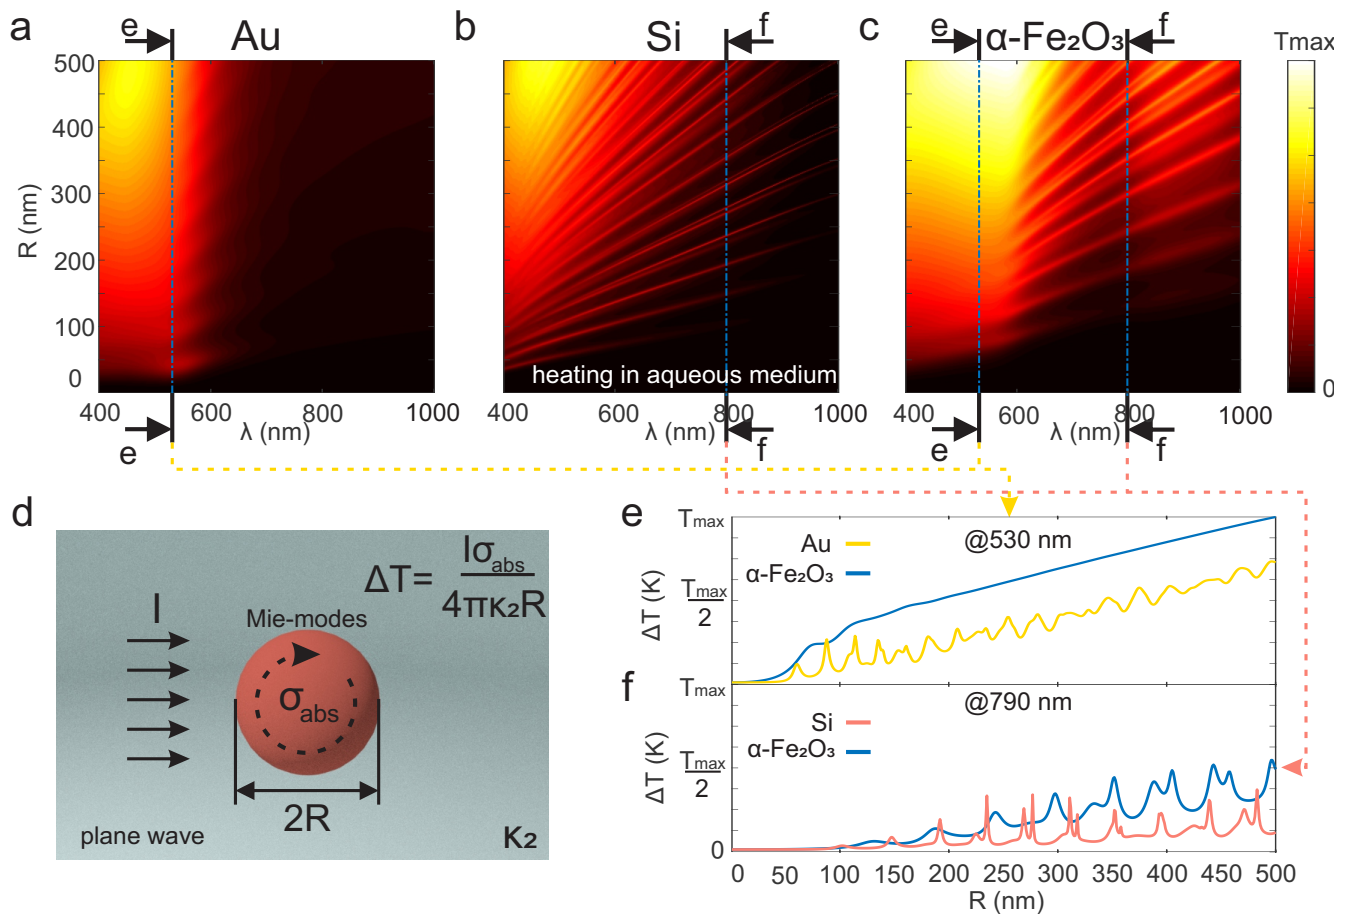 a
e
Au
b
Si
f
c
e
α-Fe₂O₃
f
Tmax
500
400
300
200
100
0
R (nm)
heating in aqueous medium
0
400
600
800
1000
400
600
800
1000
400
600
800
1000
λ (nm)
λ (nm)
λ (nm)
e
f
e
f
d
ΔT= Iσabs
4πκ₂R
I
Mie-modes
σabs
2R
plane wave
κ₂
e
Tmax
Au
α-Fe₂O₃
@530 nm
Tmax
2
ΔT (K)
f
Tmax
Si
α-Fe₂O₃
@790 nm
Tmax
2
ΔT (K)
0
0
50
100
150
200
250
300
350
400
450
500
R (nm)